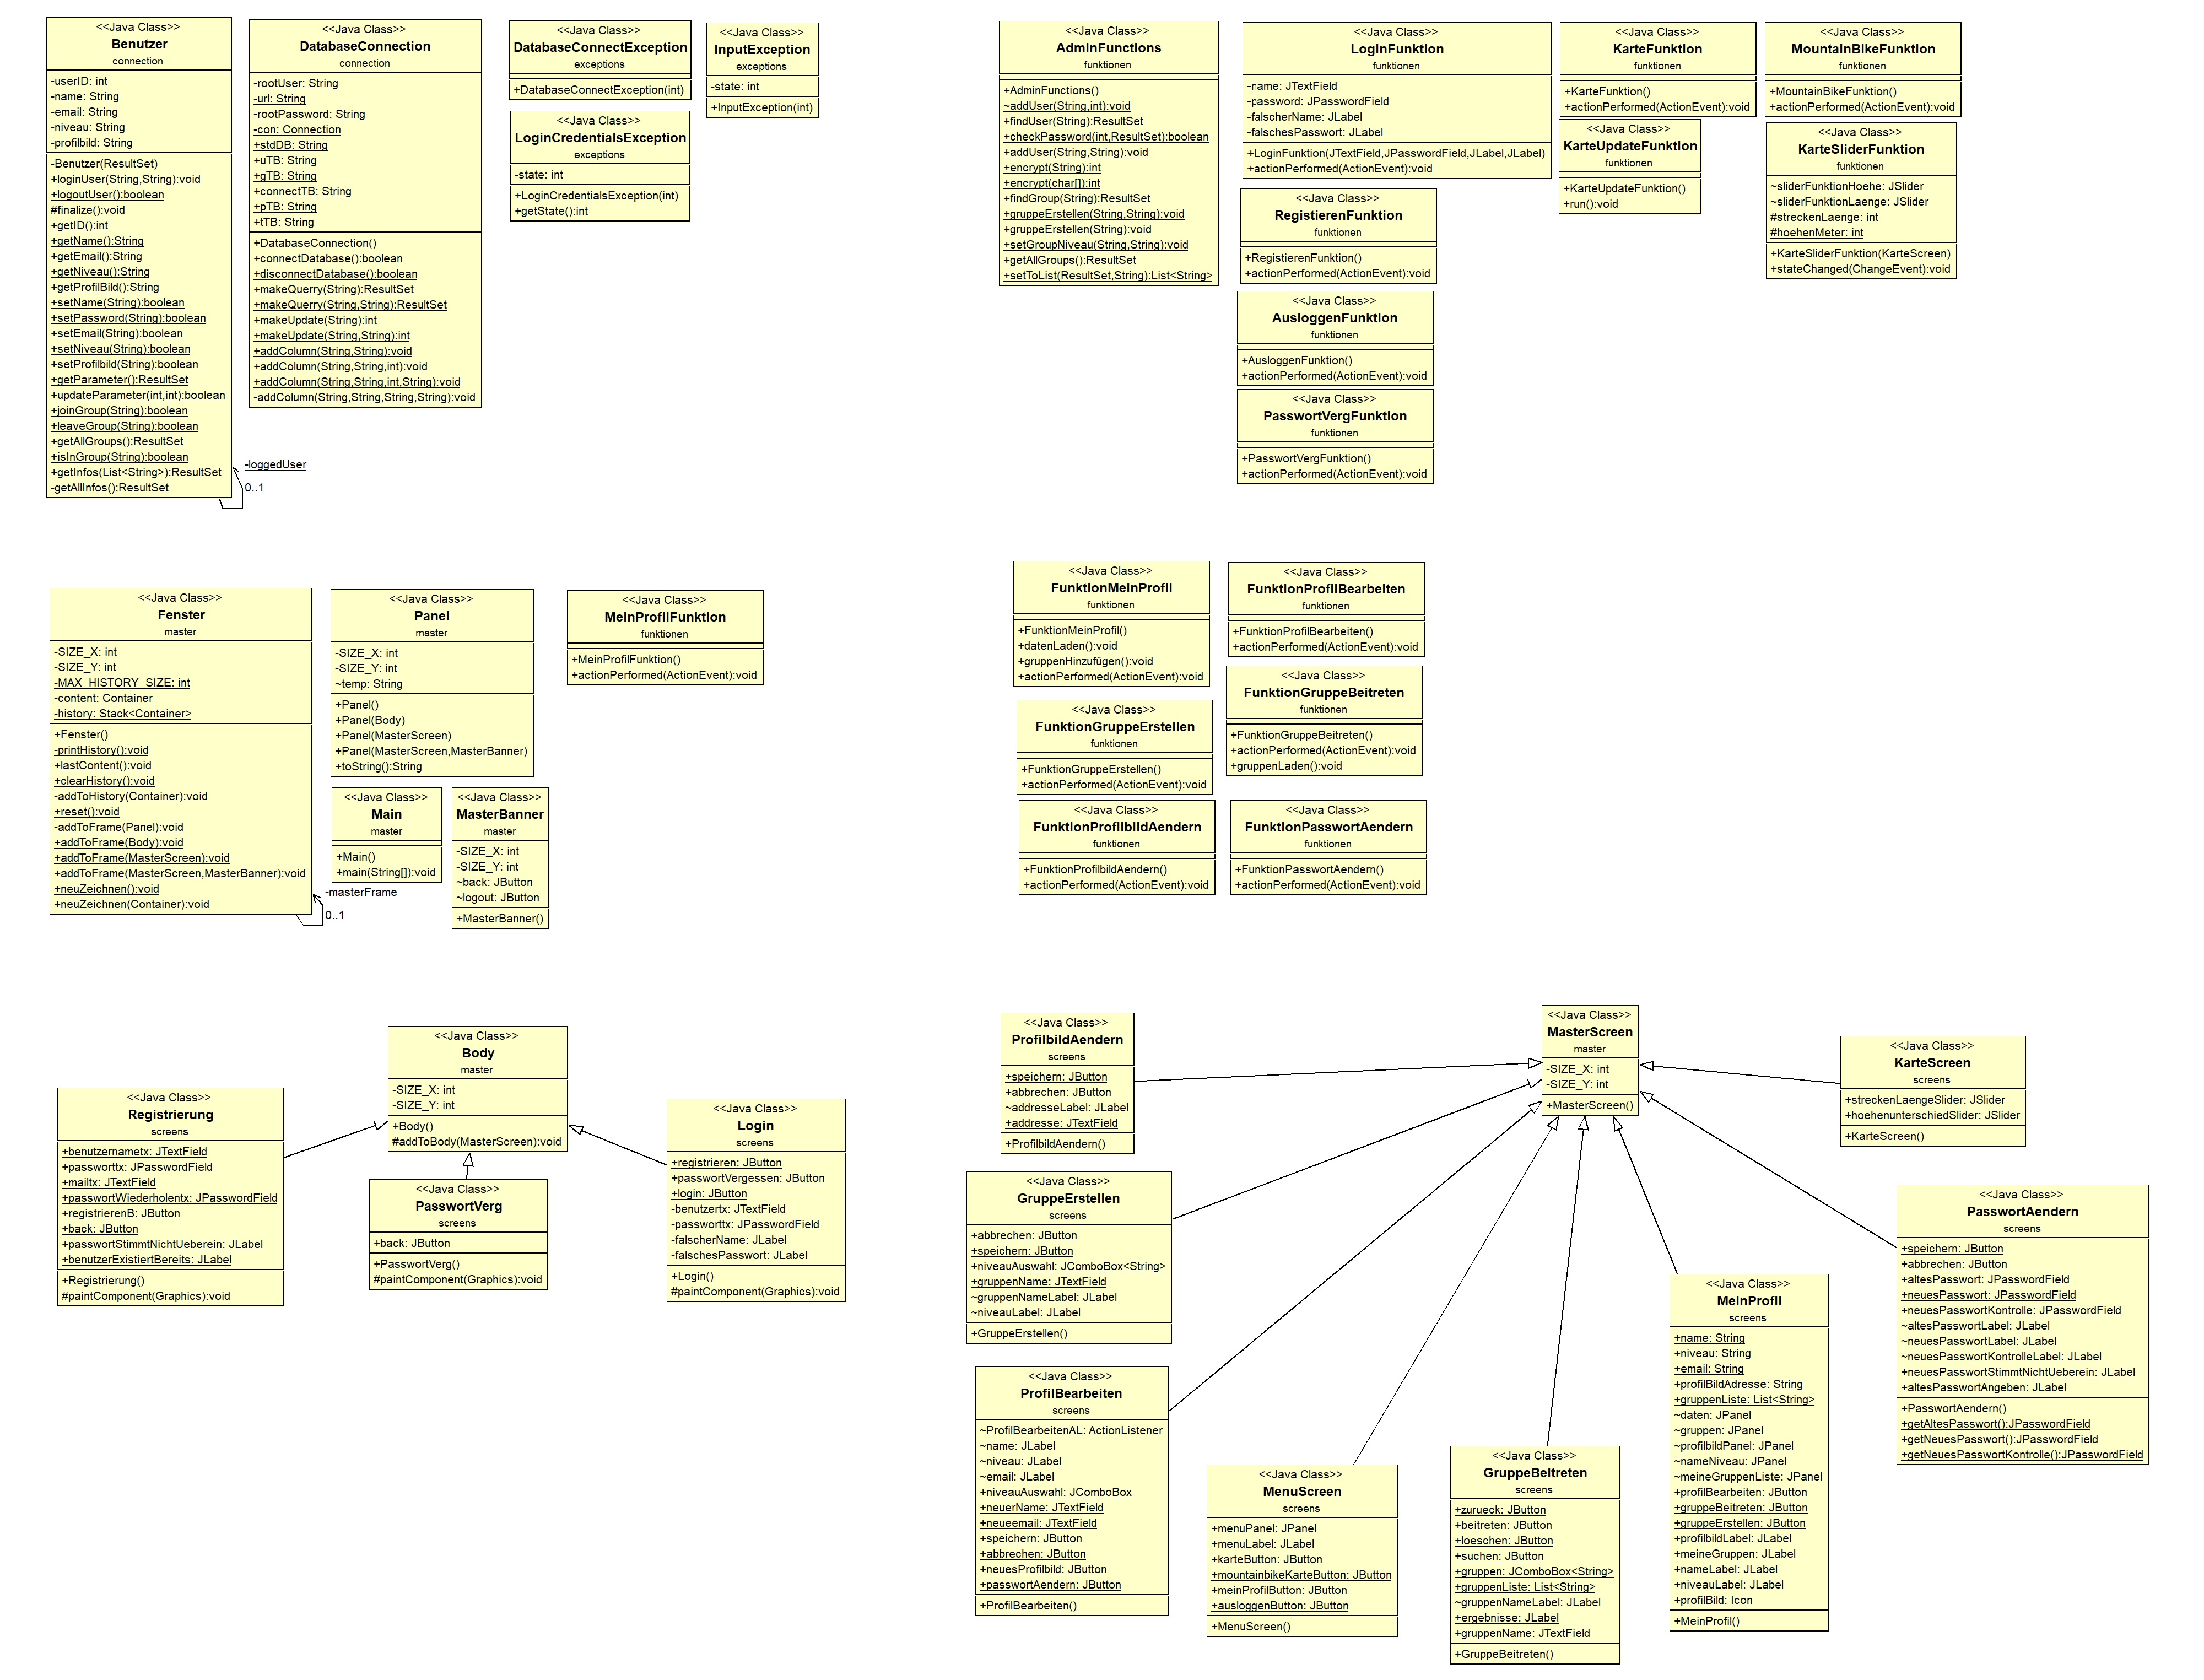 <<Java Class>>
Benutzer
connection
-userID: int
-name: String
-email: String
-niveau: String
-profilbild: String
-Benutzer(ResultSet)
+loginUser(String,String):void
+logoutUser():boolean
#finalize():void
+getID():int
+getName():String
+getEmail():String
+getNiveau():String
+getProfilBild():String
+setName(String):boolean
+setPassword(String):boolean
+setEmail(String):boolean
+setNiveau(String):boolean
+setProfilbild(String):boolean
+getParameter():ResultSet
+updateParameter(int,int):boolean
+joinGroup(String):boolean
+leaveGroup(String):boolean
+getAllGroups():ResultSet
+isInGroup(String):boolean
+getInfos(List<String>):ResultSet
-getAllInfos():ResultSet
-loggedUser
0..1
<<Java Class>>
DatabaseConnection
connection
-rootUser: String
-url: String
-rootPassword: String
-con: Connection
+stdDB: String
+uTB: String
+gTB: String
+connectTB: String
+pTB: String
+tTB: String
+DatabaseConnection()
+connectDatabase():boolean
+disconnectDatabase():boolean
+makeQuerry(String):ResultSet
+makeQuerry(String,String):ResultSet
+makeUpdate(String):int
+makeUpdate(String,String):int
+addColumn(String,String):void
+addColumn(String,String,int):void
+addColumn(String,String,int,String):void
-addColumn(String,String,String,String):void
<<Java Class>>
DatabaseConnectException
exceptions
+DatabaseConnectException(int)
<<Java Class>>
LoginCredentialsException
exceptions
-state: int
+LoginCredentialsException(int)
+getState():int
<<Java Class>>
InputException
exceptions
-state: int
+InputException(int)
<<Java Class>>
AdminFunctions
funktionen
+AdminFunctions()
~addUser(String,int):void
+findUser(String):ResultSet
+checkPassword(int,ResultSet):boolean
+addUser(String,String):void
+encrypt(String):int
+encrypt(char[]):int
+findGroup(String):ResultSet
+gruppeErstellen(String,String):void
+gruppeErstellen(String):void
+setGroupNiveau(String,String):void
+getAllGroups():ResultSet
+setToList(ResultSet,String):List<String>
<<Java Class>>
LoginFunktion
funktionen
-name: JTextField
-password: JPasswordField
-falscherName: JLabel
-falschesPasswort: JLabel
+LoginFunktion(JTextField,JPasswordField,JLabel,JLabel)
+actionPerformed(ActionEvent):void
<<Java Class>>
RegistierenFunktion
funktionen
+RegistierenFunktion()
+actionPerformed(ActionEvent):void
<<Java Class>>
AusloggenFunktion
funktionen
+AusloggenFunktion()
+actionPerformed(ActionEvent):void
<<Java Class>>
PasswortVergFunktion
funktionen
+PasswortVergFunktion()
+actionPerformed(ActionEvent):void
<<Java Class>>
KarteFunktion
funktionen
+KarteFunktion()
+actionPerformed(ActionEvent):void
<<Java Class>>
KarteUpdateFunktion
funktionen
+KarteUpdateFunktion()
+run():void
<<Java Class>>
MountainBikeFunktion
funktionen
+MountainBikeFunktion()
+actionPerformed(ActionEvent):void
<<Java Class>>
KarteSliderFunktion
funktionen
~sliderFunktionHoehe: JSlider
~sliderFunktionLaenge: JSlider
#streckenLaenge: int
#hoehenMeter: int
+KarteSliderFunktion(KarteScreen)
+stateChanged(ChangeEvent):void
<<Java Class>>
Fenster
master
-SIZE_X: int
-SIZE_Y: int
-MAX_HISTORY_SIZE: int
-content: Container
-history: Stack<Container>
+Fenster()
-printHistory():void
+lastContent():void
+clearHistory():void
-addToHistory(Container):void
+reset():void
-addToFrame(Panel):void
+addToFrame(Body):void
+addToFrame(MasterScreen):void
+addToFrame(MasterScreen,MasterBanner):void
+neuZeichnen():void
+neuZeichnen(Container):void
-masterFrame
0..1
<<Java Class>>
Panel
master
-SIZE_X: int
-SIZE_Y: int
~temp: String
+Panel()
+Panel(Body)
+Panel(MasterScreen)
+Panel(MasterScreen,MasterBanner)
+toString():String
<<Java Class>>
Main
master
+Main()
+main(String[]):void
<<Java Class>>
MasterBanner
master
-SIZE_X: int
-SIZE_Y: int
~back: JButton
~logout: JButton
+MasterBanner()
<<Java Class>>
MeinProfilFunktion
funktionen
+MeinProfilFunktion()
+actionPerformed(ActionEvent):void
<<Java Class>>
FunktionMeinProfil
funktionen
+FunktionMeinProfil()
+datenLaden():void
+gruppenHinzufügen():void
+actionPerformed(ActionEvent):void
<<Java Class>>
FunktionProfilBearbeiten
funktionen
+FunktionProfilBearbeiten()
+actionPerformed(ActionEvent):void
<<Java Class>>
FunktionGruppeErstellen
funktionen
+FunktionGruppeErstellen()
+actionPerformed(ActionEvent):void
<<Java Class>>
FunktionGruppeBeitreten
funktionen
+FunktionGruppeBeitreten()
+actionPerformed(ActionEvent):void
+gruppenLaden():void
<<Java Class>>
FunktionProfilbildAendern
funktionen
+FunktionProfilbildAendern()
+actionPerformed(ActionEvent):void
<<Java Class>>
FunktionPasswortAendern
funktionen
+FunktionPasswortAendern()
+actionPerformed(ActionEvent):void
<<Java Class>>
Body
master
-SIZE_X: int
-SIZE_Y: int
+Body()
#addToBody(MasterScreen):void
<<Java Class>>
Registrierung
screens
+benutzernametx: JTextField
+passworttx: JPasswordField
+mailtx: JTextField
+passwortWiederholentx: JPasswordField
+registrierenB: JButton
+back: JButton
+passwortStimmtNichtUeberein: JLabel
+benutzerExistiertBereits: JLabel
+Registrierung()
#paintComponent(Graphics):void
<<Java Class>>
PasswortVerg
screens
+back: JButton
+PasswortVerg()
#paintComponent(Graphics):void
<<Java Class>>
Login
screens
+registrieren: JButton
+passwortVergessen: JButton
+login: JButton
-benutzertx: JTextField
-passworttx: JPasswordField
-falscherName: JLabel
-falschesPasswort: JLabel
+Login()
#paintComponent(Graphics):void
<<Java Class>>
ProfilbildAendern
screens
+speichern: JButton
+abbrechen: JButton
~addresseLabel: JLabel
+addresse: JTextField
+ProfilbildAendern()
<<Java Class>>
MasterScreen
master
-SIZE_X: int
-SIZE_Y: int
+MasterScreen()
<<Java Class>>
KarteScreen
screens
+streckenLaengeSlider: JSlider
+hoehenunterschiedSlider: JSlider
+KarteScreen()
<<Java Class>>
GruppeErstellen
screens
+abbrechen: JButton
+speichern: JButton
+niveauAuswahl: JComboBox<String>
+gruppenName: JTextField
~gruppenNameLabel: JLabel
~niveauLabel: JLabel
+GruppeErstellen()
<<Java Class>>
ProfilBearbeiten
screens
~ProfilBearbeitenAL: ActionListener
~name: JLabel
~niveau: JLabel
~email: JLabel
+niveauAuswahl: JComboBox
+neuerName: JTextField
+neueemail: JTextField
+speichern: JButton
+abbrechen: JButton
+neuesProfilbild: JButton
+passwortAendern: JButton
+ProfilBearbeiten()
<<Java Class>>
MenuScreen
screens
+menuPanel: JPanel
+menuLabel: JLabel
+karteButton: JButton
+mountainbikeKarteButton: JButton
+meinProfilButton: JButton
+ausloggenButton: JButton
+MenuScreen()
<<Java Class>>
GruppeBeitreten
screens
+zurueck: JButton
+beitreten: JButton
+loeschen: JButton
+suchen: JButton
+gruppen: JComboBox<String>
+gruppenListe: List<String>
~gruppenNameLabel: JLabel
+ergebnisse: JLabel
+gruppenName: JTextField
+GruppeBeitreten()
<<Java Class>>
MeinProfil
screens
+name: String
+niveau: String
+email: String
+profilBildAdresse: String
+gruppenListe: List<String>
~daten: JPanel
~gruppen: JPanel
~profilbildPanel: JPanel
~nameNiveau: JPanel
~meineGruppenListe: JPanel
+profilBearbeiten: JButton
+gruppeBeitreten: JButton
+gruppeErstellen: JButton
+profilbildLabel: JLabel
+meineGruppen: JLabel
+nameLabel: JLabel
+niveauLabel: JLabel
+profilBild: Icon
+MeinProfil()
<<Java Class>>
PasswortAendern
screens
+speichern: JButton
+abbrechen: JButton
+altesPasswort: JPasswordField
+neuesPasswort: JPasswordField
+neuesPasswortKontrolle: JPasswordField
~altesPasswortLabel: JLabel
~neuesPasswortLabel: JLabel
~neuesPasswortKontrolleLabel: JLabel
+neuesPasswortStimmtNichtUeberein: JLabel
+altesPasswortAngeben: JLabel
+PasswortAendern()
+getAltesPasswort():JPasswordField
+getNeuesPasswort():JPasswordField
+getNeuesPasswortKontrolle():JPasswordField